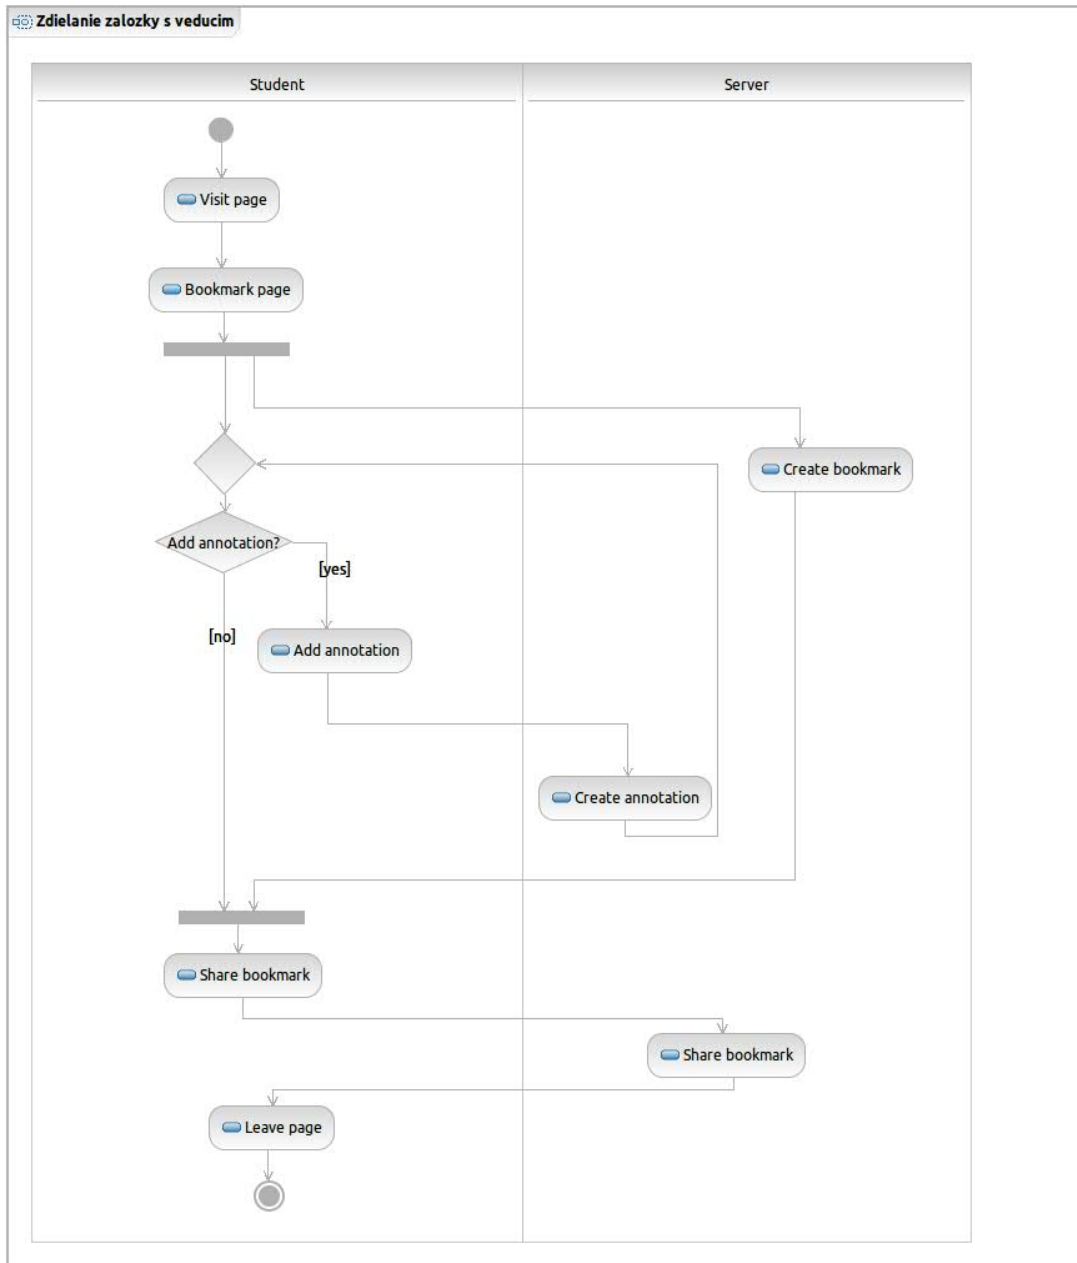 Zdielanie zalozky s veducim
Student
Server
Visit page
Bookmark page
Create bookmark
Add annotation?
[yes]
[no]
Add annotation
Create annotation
Share bookmark
Share bookmark
Leave page